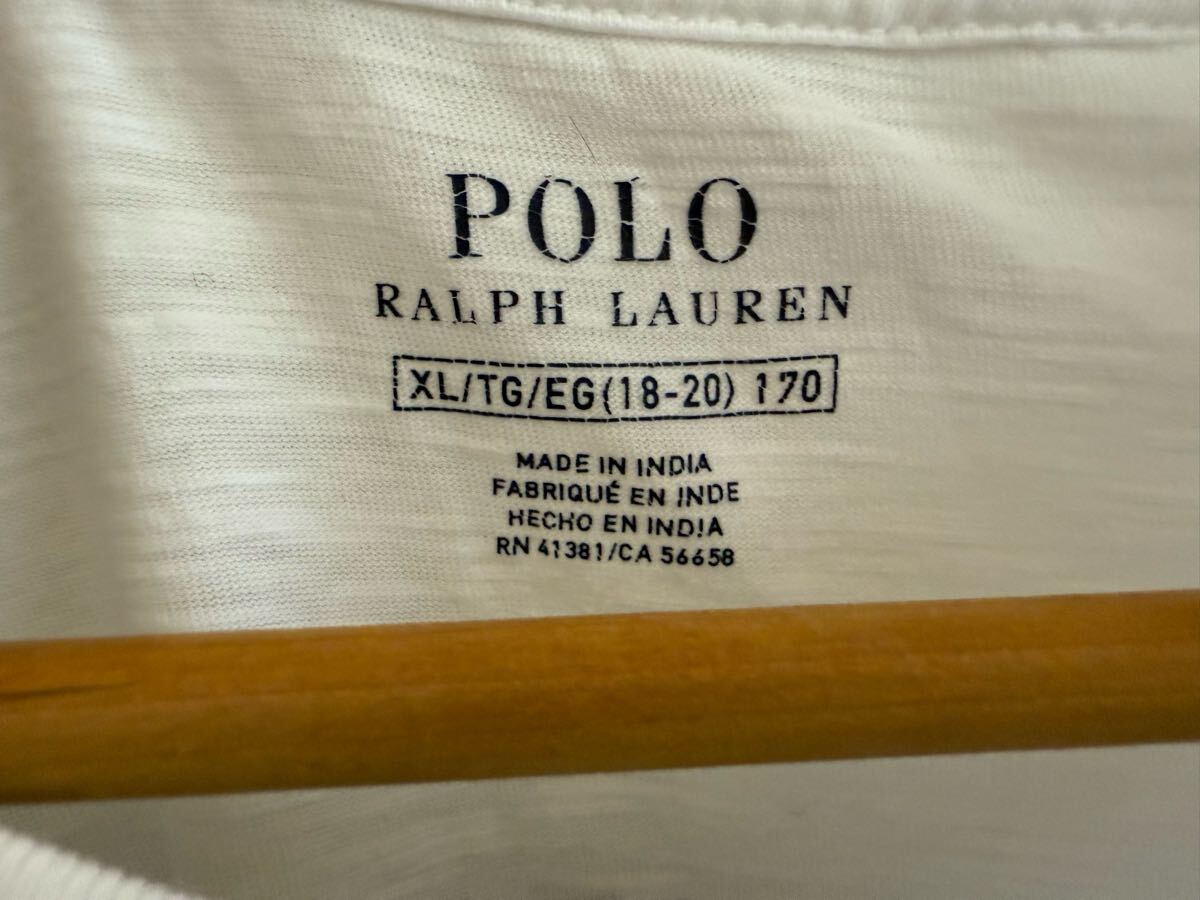 POLO
RALPH LAUREN
XL/TG/EG(18-20) 170
MADE IN INDIA
FABRIQUÉ EN INDE
HECHO EN INDIA
RN 41381/CA 56658